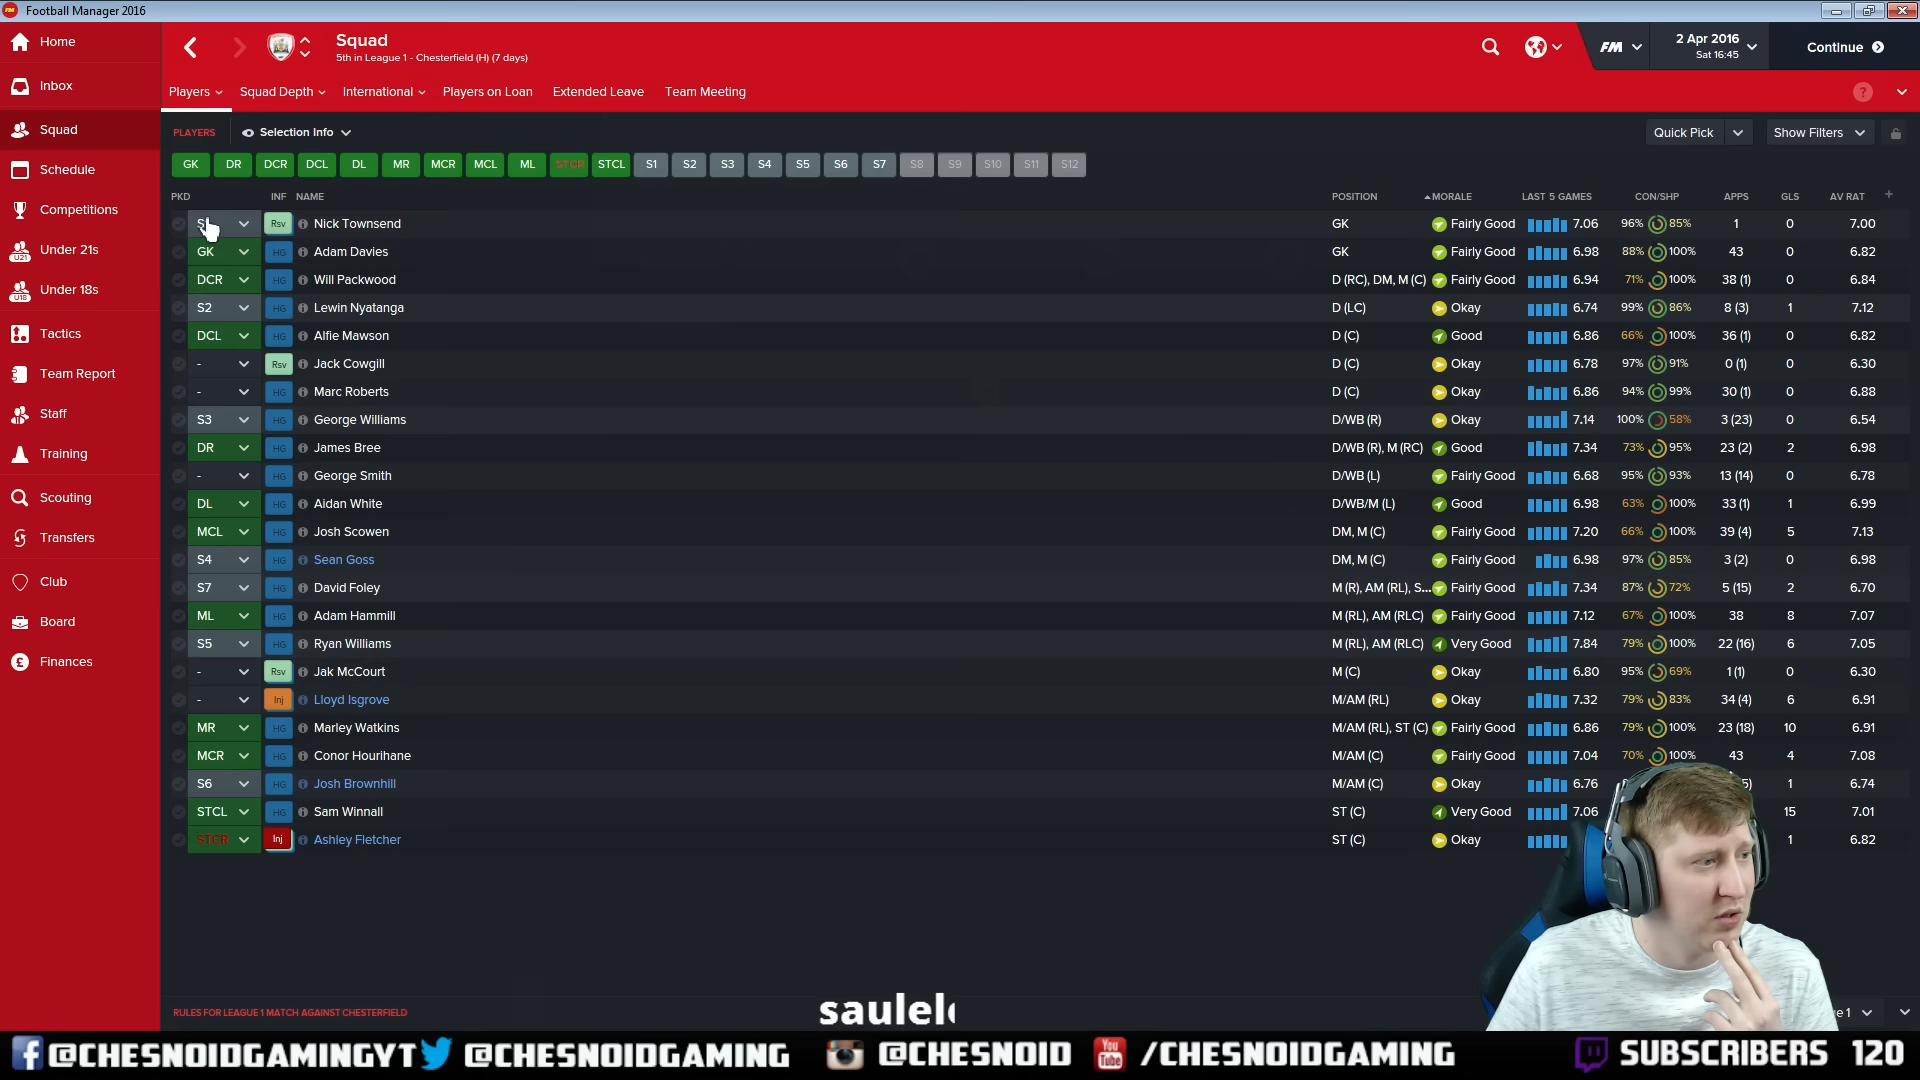 Football Manager 2016
Home
Inbox
Squad
Schedule
Competitions
Under 21s
Under 18s
Tactics
Team Report
Staff
Training
Scouting
Transfers
Club
Board
Finances
Squad
5th in League 1 - Chesterfield (H) (7 days)
FM
2 Apr 2016
Sat 16:45
Continue
Players Squad Depth International Players on Loan Extended Leave Team Meeting
PLAYERS Selection Info Quick Pick Show Filters
GK DR DCR DCL DL MR MCR MCL ML STCR STCL S1 S2 S3 S4 S5 S6 S7 S8 S9 S10 S11 S12
PKD INF NAME POSITION MORALE LAST 5 GAMES CON/SHP APPS GLS AV RAT
Rsv Nick Townsend GK Fairly Good 7.06 96% 85% 1 0 7.00
GK HG Adam Davies GK Fairly Good 6.98 88% 100% 43 0 6.82
DCR HG Will Packwood D (RC), DM, M (C) Fairly Good 6.94 71% 100% 38 (1) 0 6.84
S2 HG Lewin Nyatanga D (LC) Okay 6.74 99% 86% 8 (3) 1 7.12
DCL HG Alfie Mawson D (C) Good 6.86 66% 100% 36 (1) 0 6.82
- Rsv Jack Cowgill D (C) Okay 6.78 97% 91% 0 (1) 0 6.30
- HG Marc Roberts D (C) Okay 6.86 94% 99% 30 (1) 0 6.88
S3 HG George Williams D/WB (R) Okay 7.14 100% 58% 3 (23) 0 6.54
DR HG James Bree D/WB (R), M (RC) Good 7.34 73% 95% 23 (2) 2 6.98
- HG George Smith D/WB (L) Fairly Good 6.68 95% 93% 13 (14) 0 6.78
DL HG Aidan White D/WB/M (L) Good 6.98 63% 100% 33 (1) 1 6.99
MCL HG Josh Scowen DM, M (C) Fairly Good 7.20 66% 100% 39 (4) 5 7.13
S4 HG Sean Goss DM, M (C) Fairly Good 6.98 97% 85% 3 (2) 0 6.98
S7 HG David Foley M (R), AM (RL), S... Fairly Good 7.34 87% 72% 5 (15) 2 6.70
ML HG Adam Hammill M (RL), AM (RLC) Fairly Good 7.12 67% 100% 38 8 7.07
S5 HG Ryan Williams M (RL), AM (RLC) Very Good 7.84 79% 100% 22 (16) 6 7.05
- Rsv Jak McCourt M (C) Okay 6.80 95% 69% 1 (1) 0 6.30
- Inj Lloyd Isgrove M/AM (RL) Okay 7.32 79% 83% 34 (4) 6 6.91
MR HG Marley Watkins M/AM (RL), ST (C) Fairly Good 6.86 79% 100% 23 (18) 10 6.91
MCR HG Conor Hourihane M/AM (C) Fairly Good 7.04 70% 100% 43 4 7.08
S6 HG Josh Brownhill M/AM (C) Okay 6.76 5) 1 6.74
STCL HG Sam Winnall ST (C) Very Good 7.06 15 7.01
STCR Inj Ashley Fletcher ST (C) Okay 1 6.82
RULES FOR LEAGUE 1 MATCH AGAINST CHESTERFIELD
@CHESNOIDGAMINGYT @CHESNOIDGAMING @CHESNOID /CHESNOIDGAMING SUBSCRIBERS 120